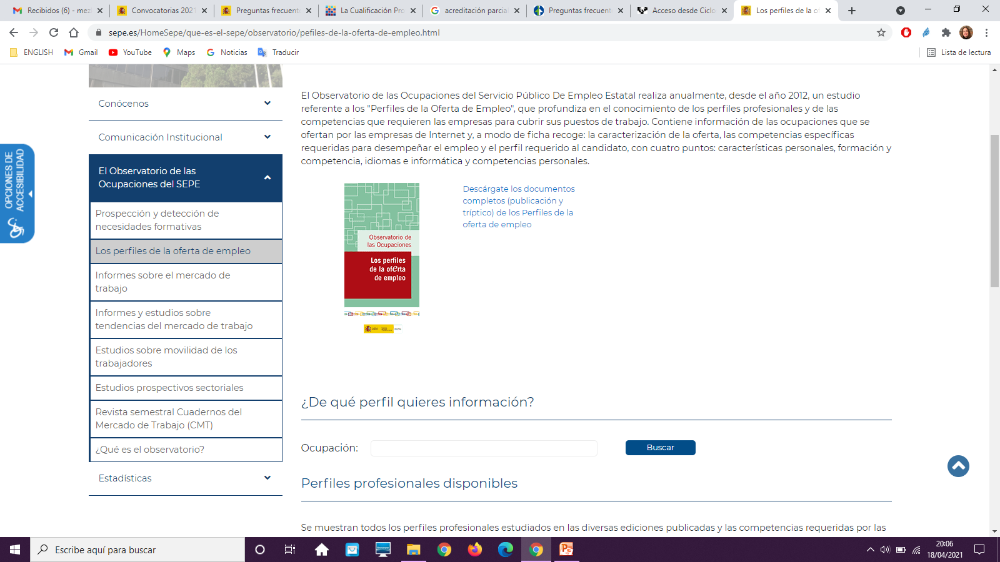 Recibidos (6) - mez
Convocatorias 2021
Preguntas frecuent
La Cualificación Pro
acreditación parcial
Preguntas frecuent
Acceso desde Ciclo
Los perfiles de la o
sepe.es/HomeSepe/que-es-el-sepe/observatorio/pefiles-de-la-oferta-de-empleo.html
ENGLISH
Gmail
YouTube
Maps
Noticias
Traducir
Lista de lectura
OPCIONES DE
ACCESIBILIDAD
Conócenos
Comunicación Institucional
El Observatorio de las
Ocupaciones del SEPE
Prospección y detección de
necesidades formativas
Los perfiles de la oferta de empleo
Informes sobre el mercado de
trabajo
Informes y estudios sobre
tendencias del mercado de trabajo
Estudios sobre movilidad de los
trabajadores
Estudios prospectivos sectoriales
Revista semestral Cuadernos del
Mercado de Trabajo (CMT)
¿Qué es el observatorio?
Estadísticas
El Observatorio de las Ocupaciones del Servicio Público De Empleo Estatal realiza anualmente, desde el año 2012, un estudio
referente a los "Perfiles de la Oferta de Empleo", que profundiza en el conocimiento de los perfiles profesionales y de las
competencias que requieren las empresas para cubrir sus puestos de trabajo. Contiene información de las ocupaciones que se
ofertan por las empresas de Internet y, a modo de ficha recoge: la caracterización de la oferta, las competencias específicas
requeridas para desempeñar el empleo y el perfil requerido al candidato, con cuatro puntos: características personales, formación y
competencia, idiomas e informática y competencias personales.
Observatorio de
las Ocupaciones
Los perfiles
de la oferta
de empleo
Descárgate los documentos
completos (publicación y
tríptico) de los Perfiles de la
oferta de empleo
¿De qué perfil quieres información?
Ocupación:
Buscar
Perfiles profesionales disponibles
Se muestran todos los perfiles profesionales estudiados en las diversas ediciones publicadas y las competencias requeridas por las
Escribe aquí para buscar
20:06
18/04/2021